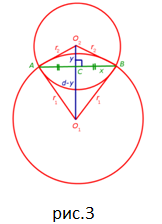 O₂
r₂ r₂
y
A C x B
d-y
r₁ r₁
O₁
рис.3